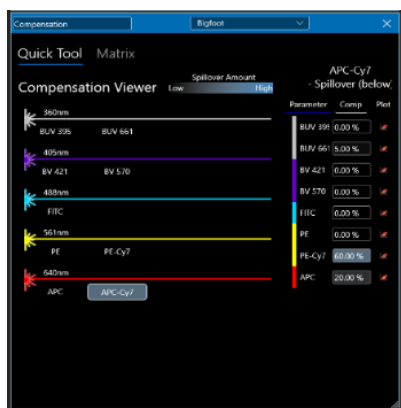 Compensation
Bigfoot
Quick Tool Matrix
Compensation Viewer
Spillover Amount
Low High
360nm
BUV 395 BUV 661
405nm
BV 421 BV 570
488nm
FITC
561nm
PE PE-Cy7
640nm
APC APC-Cy7
APC-Cy7
- Spillover (below)
Parameter Comp Plot
BUV 395 0.00 %
BUV 661 5.00 %
BV 421 0.00 %
BV 570 0.00 %
FITC 0.00 %
PE 0.00 %
PE-Cy7 60.00 %
APC 20.00 %